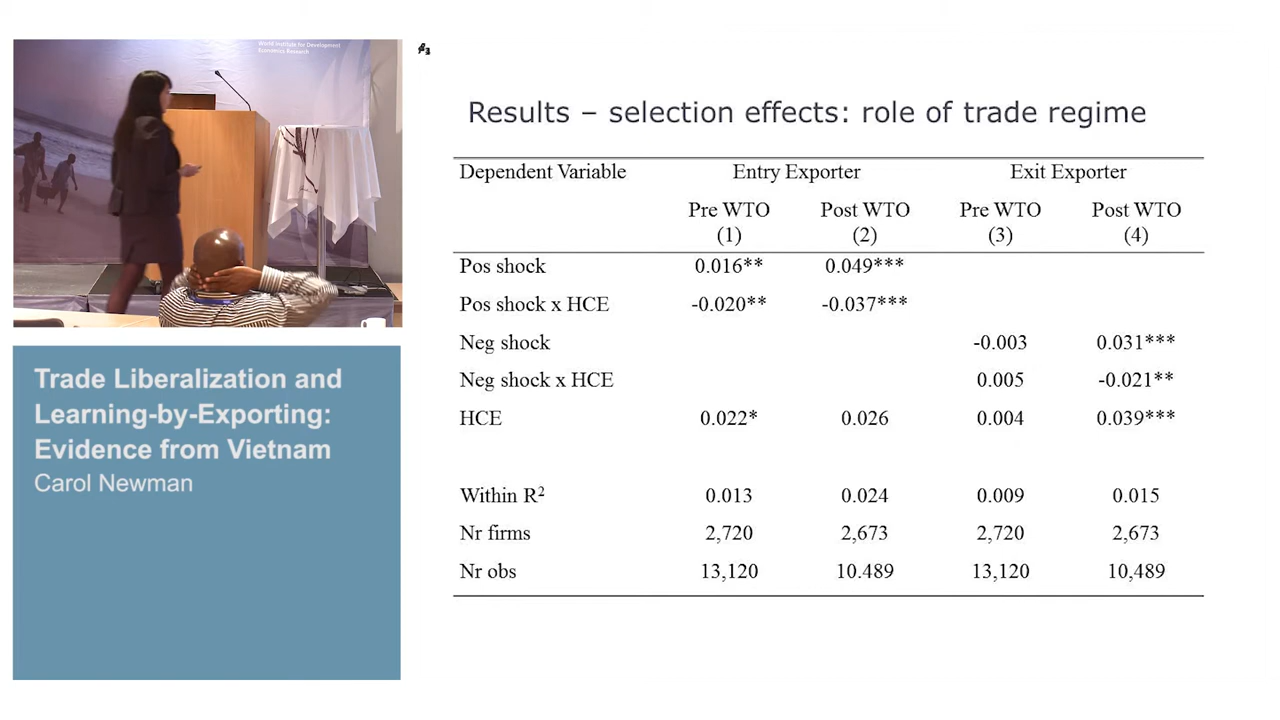 World Institute for Development
Economics Research
β3
Results – selection effects: role of trade regime
Dependent Variable Entry Exporter Exit Exporter
Pre WTO Post WTO Pre WTO Post WTO
(1) (2) (3) (4)
Pos shock 0.016** 0.049***
Pos shock x HCE -0.020** -0.037***
Neg shock -0.003 0.031***
Neg shock x HCE 0.005 -0.021**
HCE 0.022* 0.026 0.004 0.039***
Within R² 0.013 0.024 0.009 0.015
Nr firms 2,720 2,673 2,720 2,673
Nr obs 13,120 10.489 13,120 10,489
Trade Liberalization and
Learning-by-Exporting:
Evidence from Vietnam
Carol Newman